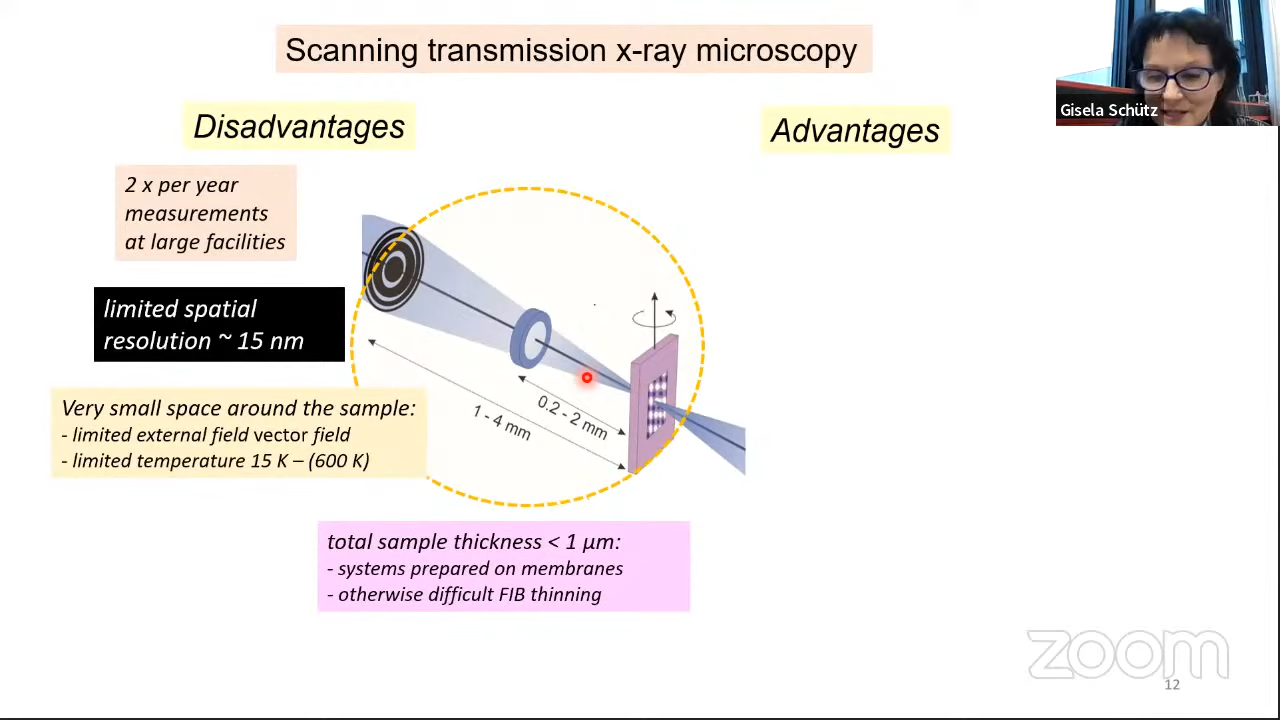 Scanning transmission x-ray microscopy
Gisela Schütz
Disadvantages
Advantages
2 x per year
measurements
at large facilities
limited spatial
resolution ~ 15 nm
Very small space around the sample:
- limited external field vector field
- limited temperature 15 K – (600 K)
1 - 4 mm
0.2 - 2 mm
total sample thickness < 1 µm:
- systems prepared on membranes
- otherwise difficult FIB thinning
zoom
12